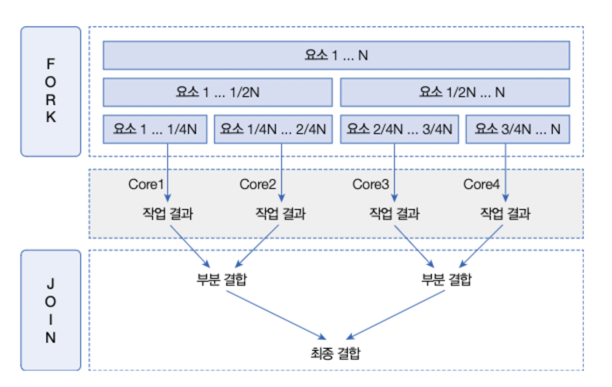 FORK
요소 1 ... N
요소 1 ... 1/2N
요소 1/2N ... N
요소 1 ... 1/4N
요소 1/4N ... 2/4N
요소 2/4N ... 3/4N
요소 3/4N ... N
Core1
Core2
Core3
Core4
작업 결과
작업 결과
작업 결과
작업 결과
JOIN
부분 결합
부분 결합
최종 결합